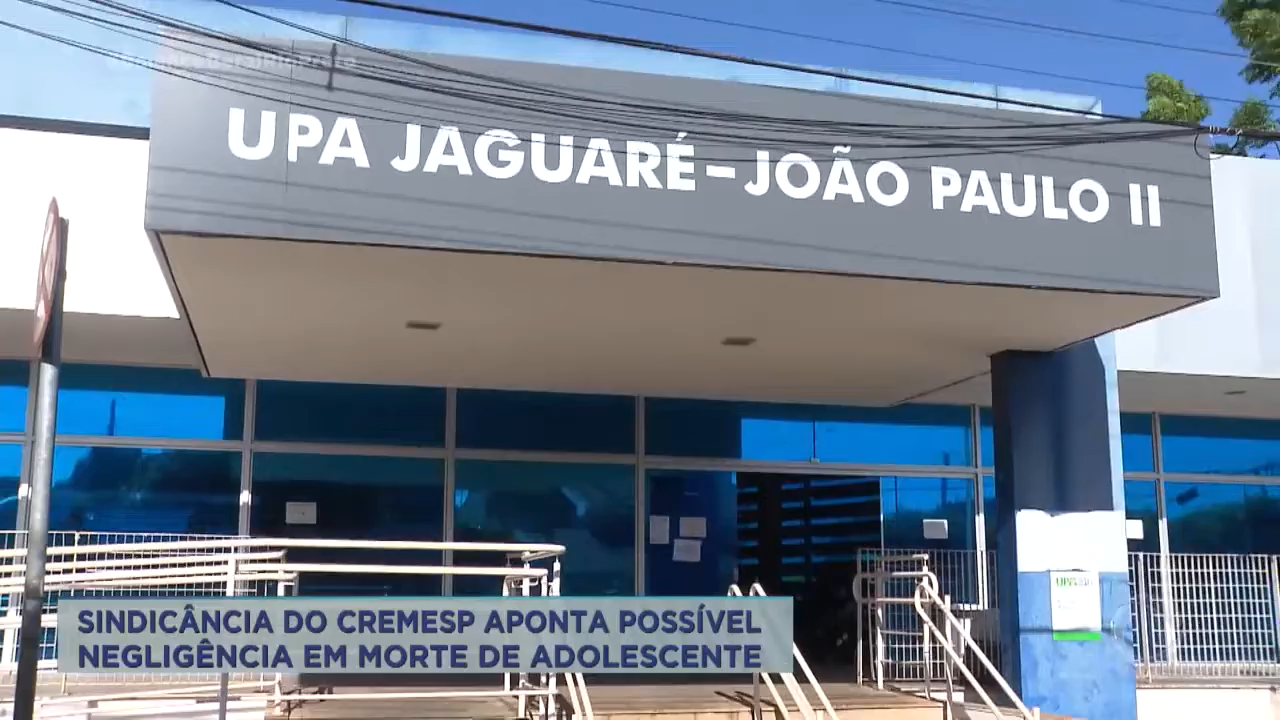 UPA JAGUARÉ-JOÃO PAULO II
SINDICÂNCIA DO CREMESP APONTA POSSÍVEL
NEGLIGÊNCIA EM MORTE DE ADOLESCENTE